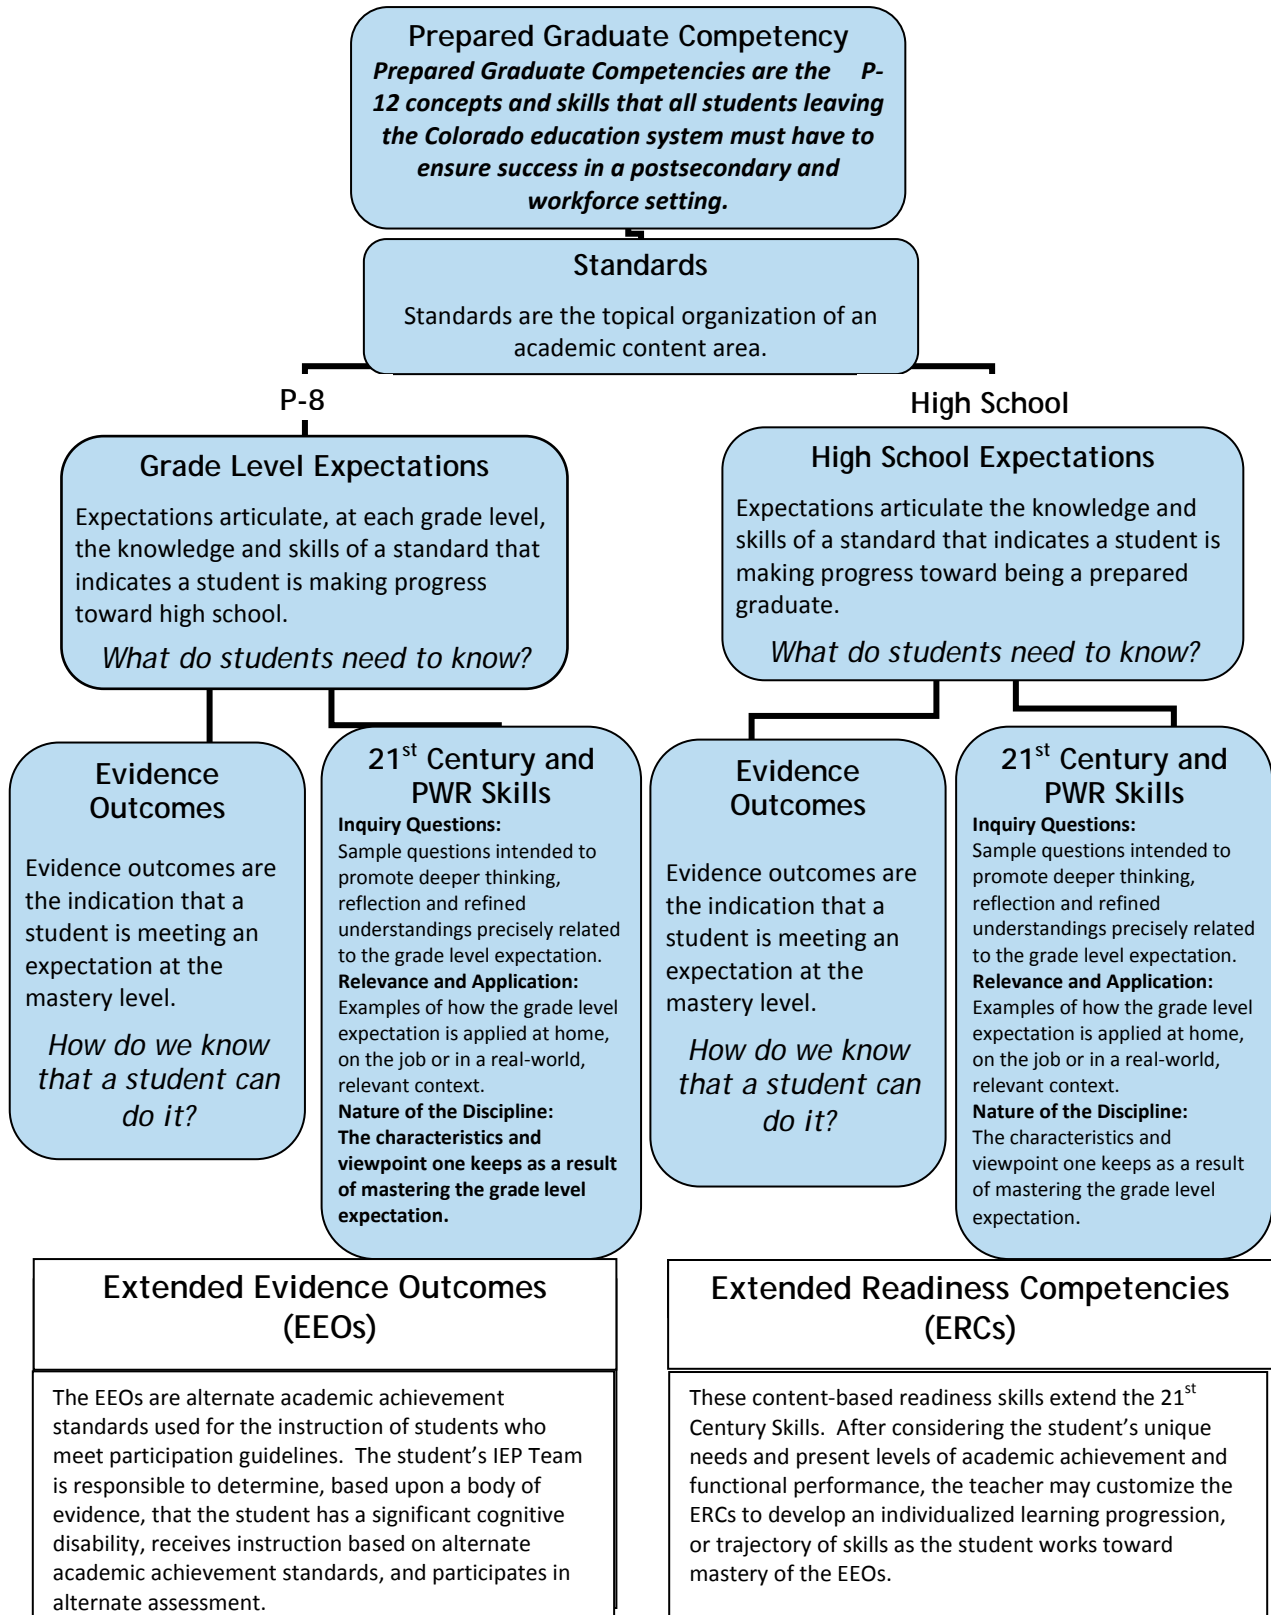 Prepared Graduate Competency
Prepared Graduate Competencies are the P-
12 concepts and skills that all students leaving
the Colorado education system must have to
ensure success in a postsecondary and
workforce setting.
Standards
Standards are the topical organization of an
academic content area.
P-8
High School
Grade Level Expectations
Expectations articulate, at each grade level,
the knowledge and skills of a standard that
indicates a student is making progress
toward high school.
What do students need to know?
High School Expectations
Expectations articulate the knowledge and
skills of a standard that indicates a student is
making progress toward being a prepared
graduate.
What do students need to know?
Evidence
Outcomes
Evidence outcomes are
the indication that a
student is meeting an
expectation at the
mastery level.
How do we know
that a student can
do it?
21st Century and
PWR Skills
Inquiry Questions:
Sample questions intended to
promote deeper thinking,
reflection and refined
understandings precisely related
to the grade level expectation.
Relevance and Application:
Examples of how the grade level
expectation is applied at home,
on the job or in a real-world,
relevant context.
Nature of the Discipline:
The characteristics and
viewpoint one keeps as a result
of mastering the grade level
expectation.
Evidence
Outcomes
Evidence outcomes are
the indication that a
student is meeting an
expectation at the
mastery level.
How do we know
that a student can
do it?
21st Century and
PWR Skills
Inquiry Questions:
Sample questions intended to
promote deeper thinking,
reflection and refined
understandings precisely related
to the grade level expectation.
Relevance and Application:
Examples of how the grade level
expectation is applied at home,
on the job or in a real-world,
relevant context.
Nature of the Discipline:
The characteristics and
viewpoint one keeps as a result
of mastering the grade level
expectation.
Extended Evidence Outcomes
(EEOs)
The EEOs are alternate academic achievement
standards used for the instruction of students who
meet participation guidelines. The student’s IEP Team
is responsible to determine, based upon a body of
evidence, that the student has a significant cognitive
disability, receives instruction based on alternate
academic achievement standards, and participates in
alternate assessment.
Extended Readiness Competencies
(ERCs)
These content-based readiness skills extend the 21st
Century Skills. After considering the student’s unique
needs and present levels of academic achievement and
functional performance, the teacher may customize the
ERCs to develop an individualized learning progression,
or trajectory of skills as the student works toward
mastery of the EEOs.